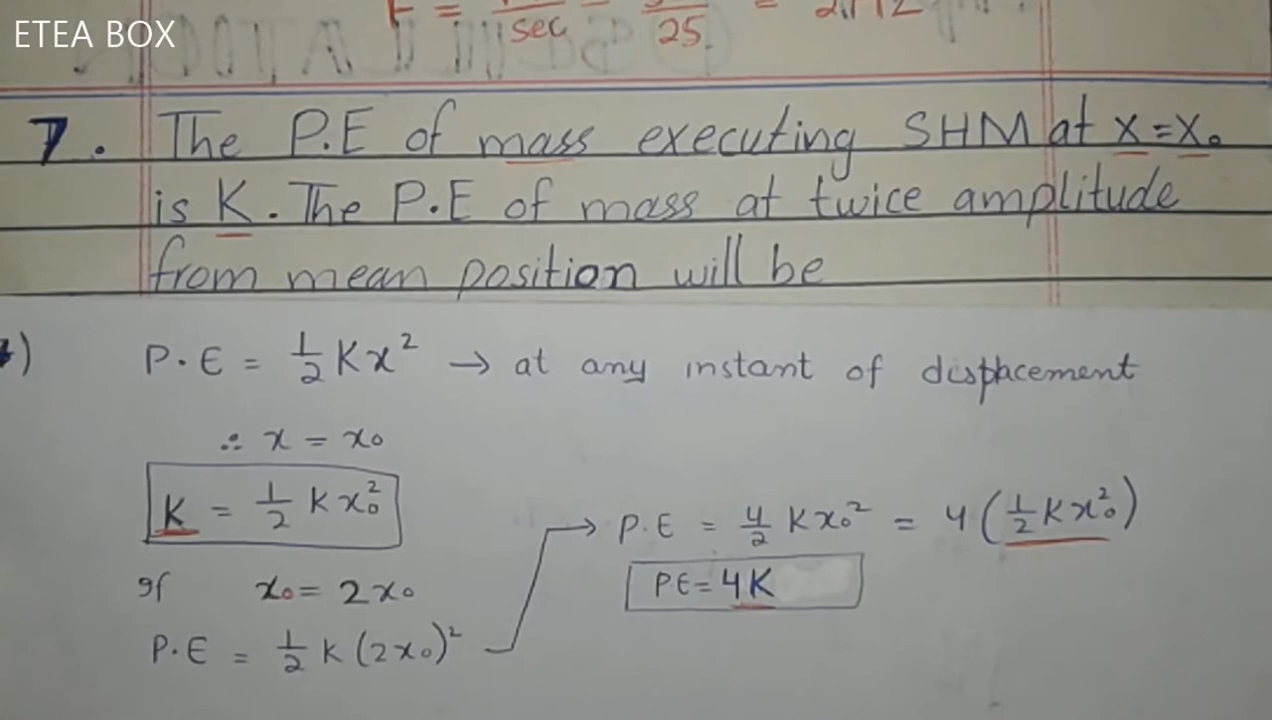 ETEA BOX
sec
25
7. The P.E of mass executing SHM at x=x₀
is K. The P.E of mass at twice amplitude
from mean position will be
P.E = 1/2 Kx² → at any instant of displacement
∴ x = x₀
K = 1/2 K x₀²
If x₀ = 2x₀
P.E = 1/2 K (2x₀)²
P.E = 4/2 Kx₀² = 4(1/2 Kx₀²)
PE = 4K